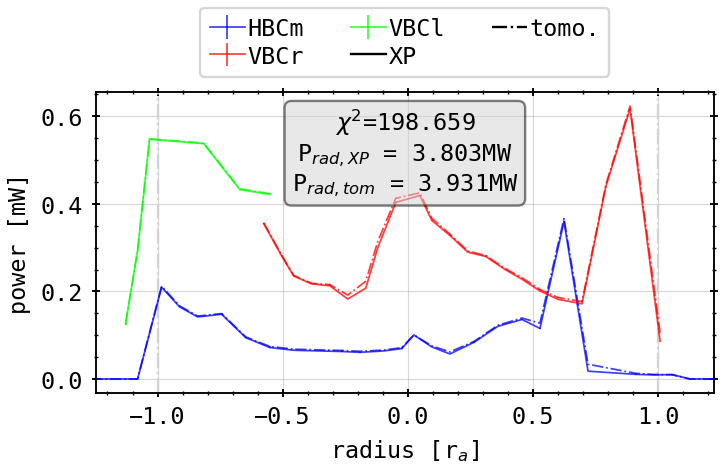 HBCm VBCl tomo.
VBCr XP
χ²=198.659
P_rad,XP = 3.803MW
P_rad,tom = 3.931MW
power [mW]
0.6
0.4
0.2
0.0
−1.0 −0.5 0.0 0.5 1.0
radius [r_a]